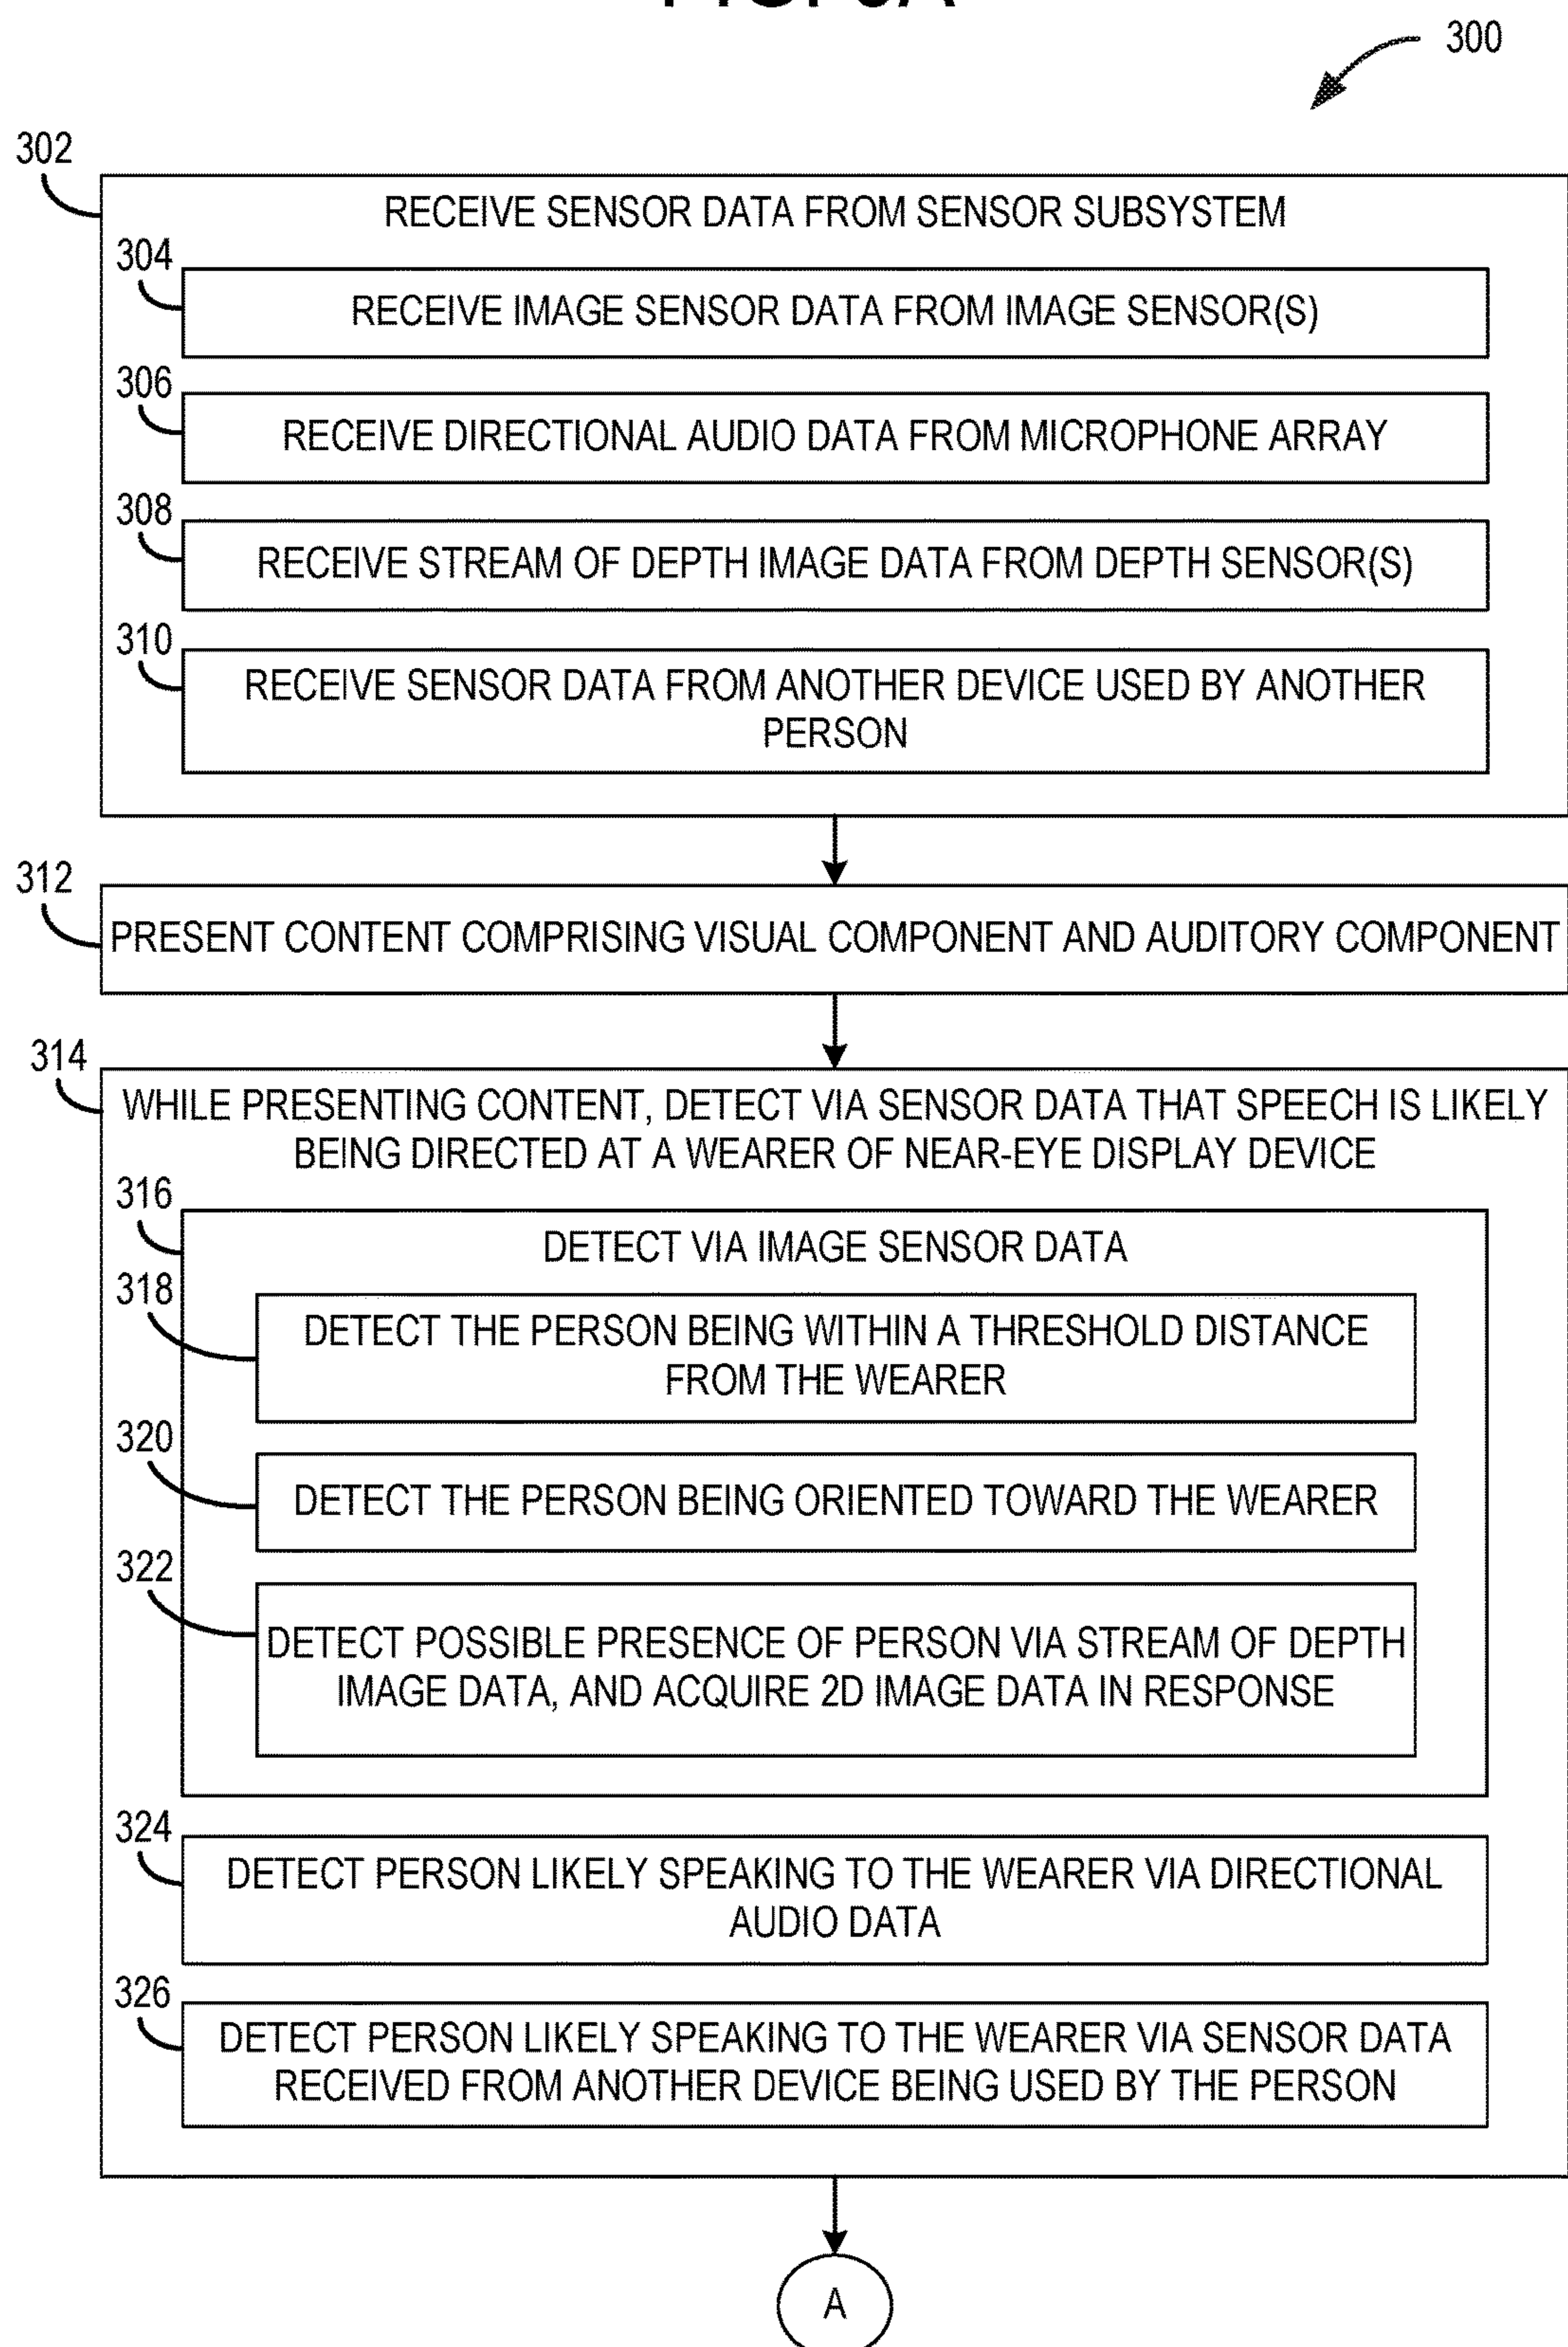 300
302
RECEIVE SENSOR DATA FROM SENSOR SUBSYSTEM
304
RECEIVE IMAGE SENSOR DATA FROM IMAGE SENSOR(S)
306
RECEIVE DIRECTIONAL AUDIO DATA FROM MICROPHONE ARRAY
308
RECEIVE STREAM OF DEPTH IMAGE DATA FROM DEPTH SENSOR(S)
310
RECEIVE SENSOR DATA FROM ANOTHER DEVICE USED BY ANOTHER
PERSON
312
PRESENT CONTENT COMPRISING VISUAL COMPONENT AND AUDITORY COMPONENT
314
WHILE PRESENTING CONTENT, DETECT VIA SENSOR DATA THAT SPEECH IS LIKELY
BEING DIRECTED AT A WEARER OF NEAR-EYE DISPLAY DEVICE
316
DETECT VIA IMAGE SENSOR DATA
318
DETECT THE PERSON BEING WITHIN A THRESHOLD DISTANCE
FROM THE WEARER
320
DETECT THE PERSON BEING ORIENTED TOWARD THE WEARER
322
DETECT POSSIBLE PRESENCE OF PERSON VIA STREAM OF DEPTH
IMAGE DATA, AND ACQUIRE 2D IMAGE DATA IN RESPONSE
324
DETECT PERSON LIKELY SPEAKING TO THE WEARER VIA DIRECTIONAL
AUDIO DATA
326
DETECT PERSON LIKELY SPEAKING TO THE WEARER VIA SENSOR DATA
RECEIVED FROM ANOTHER DEVICE BEING USED BY THE PERSON
A